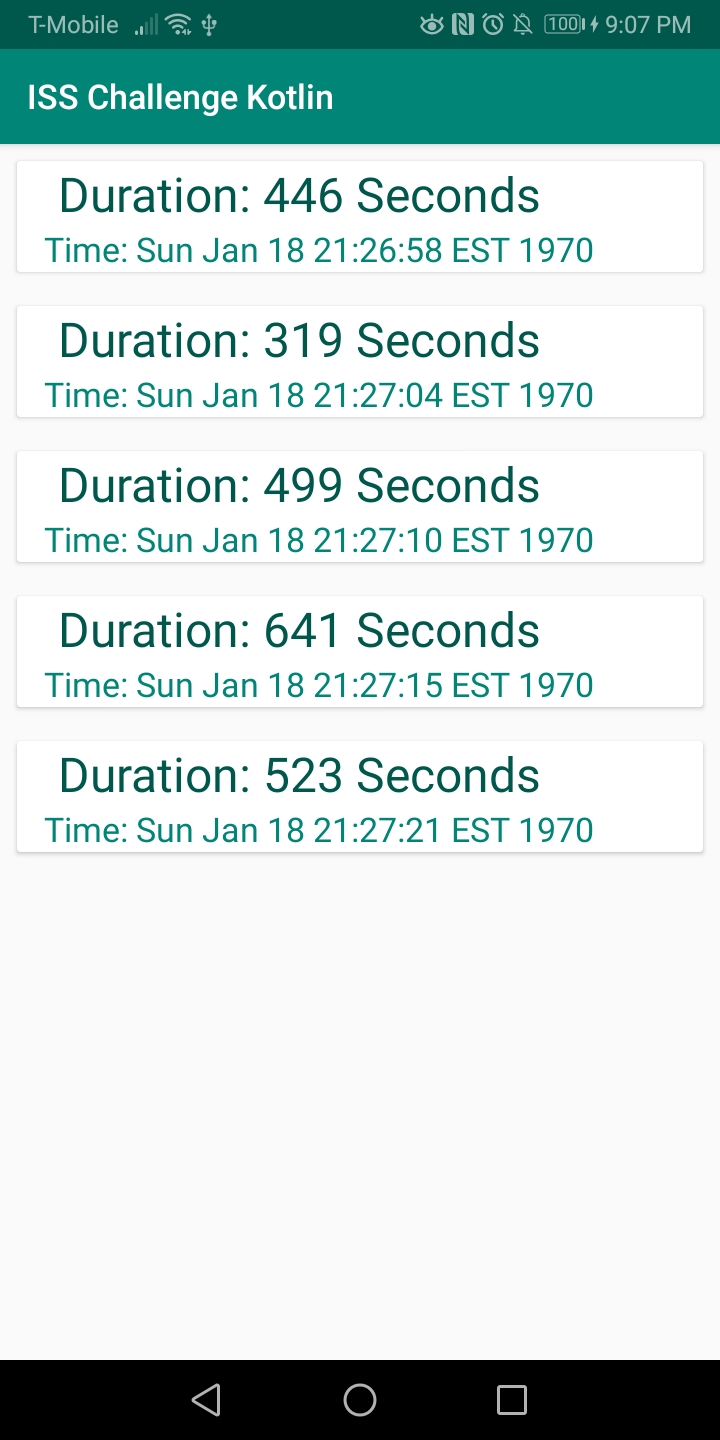 T-Mobile 100 9:07 PM
ISS Challenge Kotlin
Duration: 446 Seconds
Time: Sun Jan 18 21:26:58 EST 1970
Duration: 319 Seconds
Time: Sun Jan 18 21:27:04 EST 1970
Duration: 499 Seconds
Time: Sun Jan 18 21:27:10 EST 1970
Duration: 641 Seconds
Time: Sun Jan 18 21:27:15 EST 1970
Duration: 523 Seconds
Time: Sun Jan 18 21:27:21 EST 1970